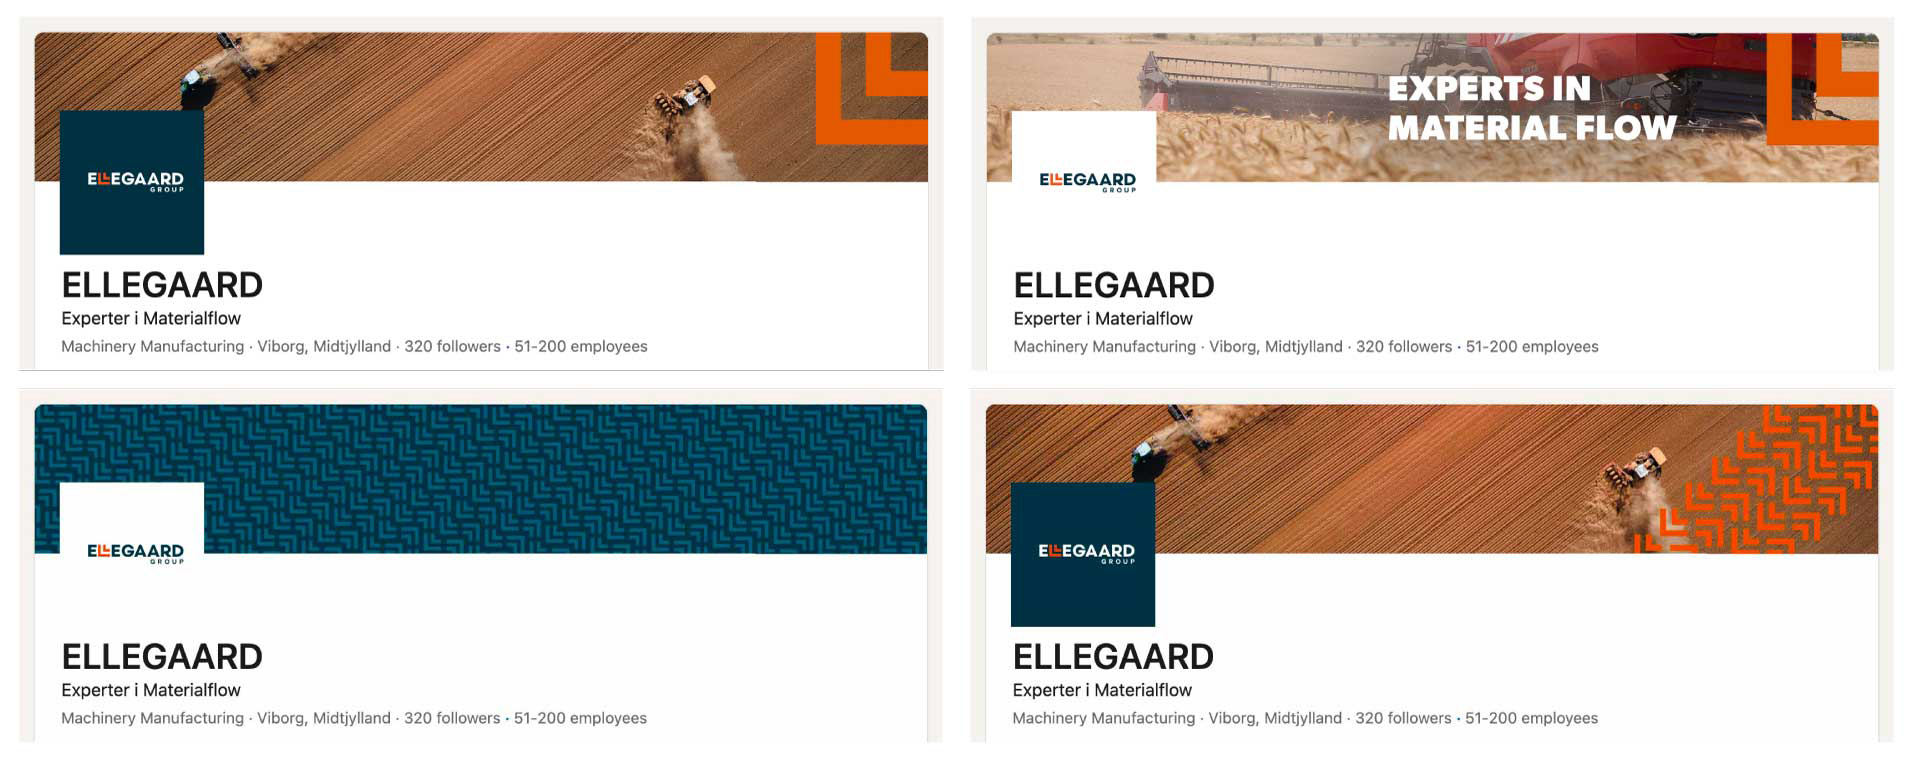 ELLEGAARD
GROUP
ELLEGAARD
Experter i Materialflow
Machinery Manufacturing · Viborg, Midtjylland · 320 followers · 51-200 employees
EXPERTS IN
MATERIAL FLOW
ELLEGAARD
GROUP
ELLEGAARD
Experter i Materialflow
Machinery Manufacturing · Viborg, Midtjylland · 320 followers · 51-200 employees
ELLEGAARD
GROUP
ELLEGAARD
Experter i Materialflow
Machinery Manufacturing · Viborg, Midtjylland · 320 followers · 51-200 employees
ELLEGAARD
GROUP
ELLEGAARD
Experter i Materialflow
Machinery Manufacturing · Viborg, Midtjylland · 320 followers · 51-200 employees